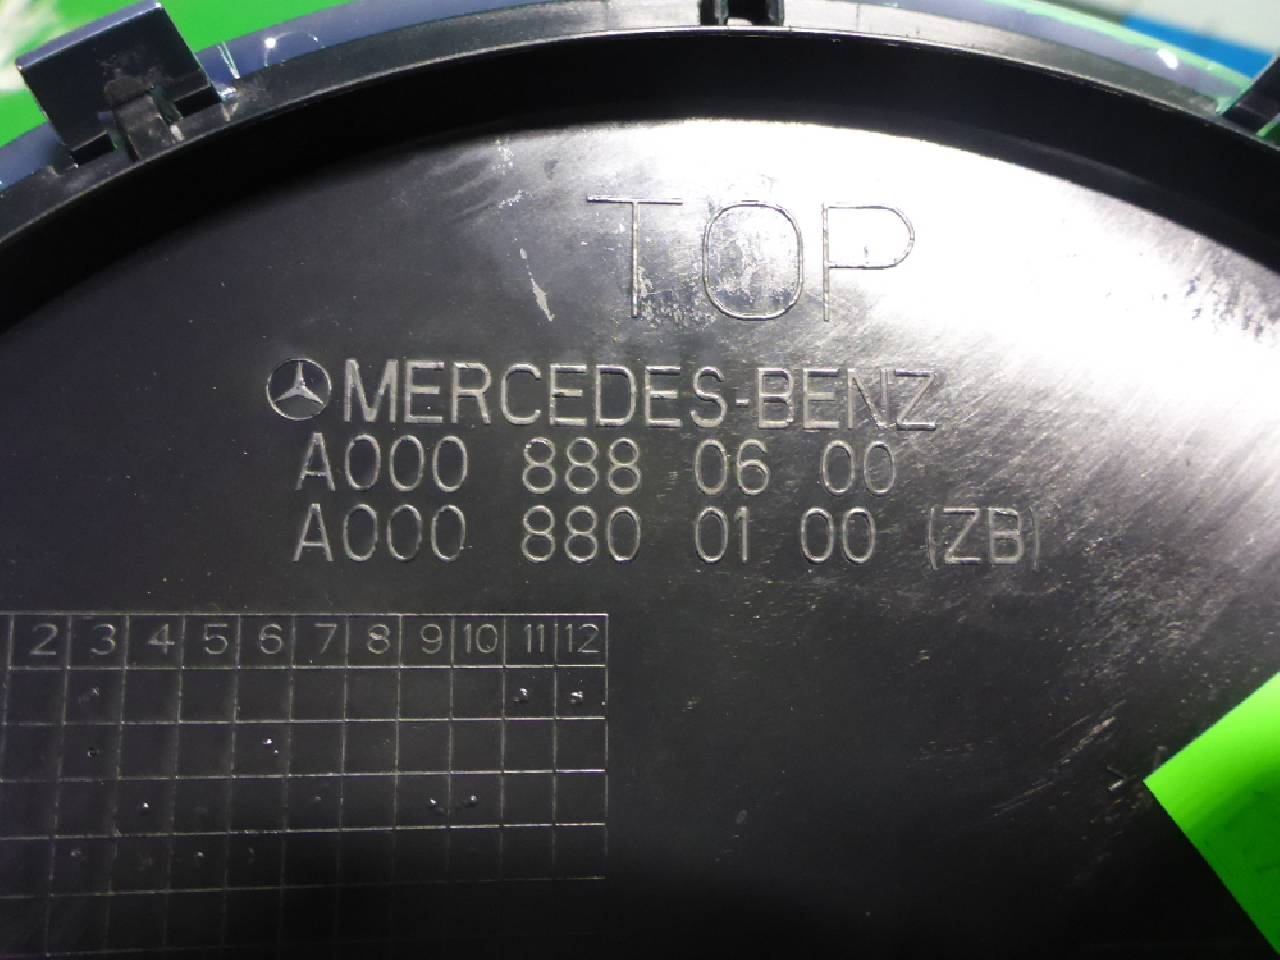 TOP
MERCEDES-BENZ
A000 888 06 00
A000 880 01 00 (ZB)
2 3 4 5 6 7 8 9 10 11 12